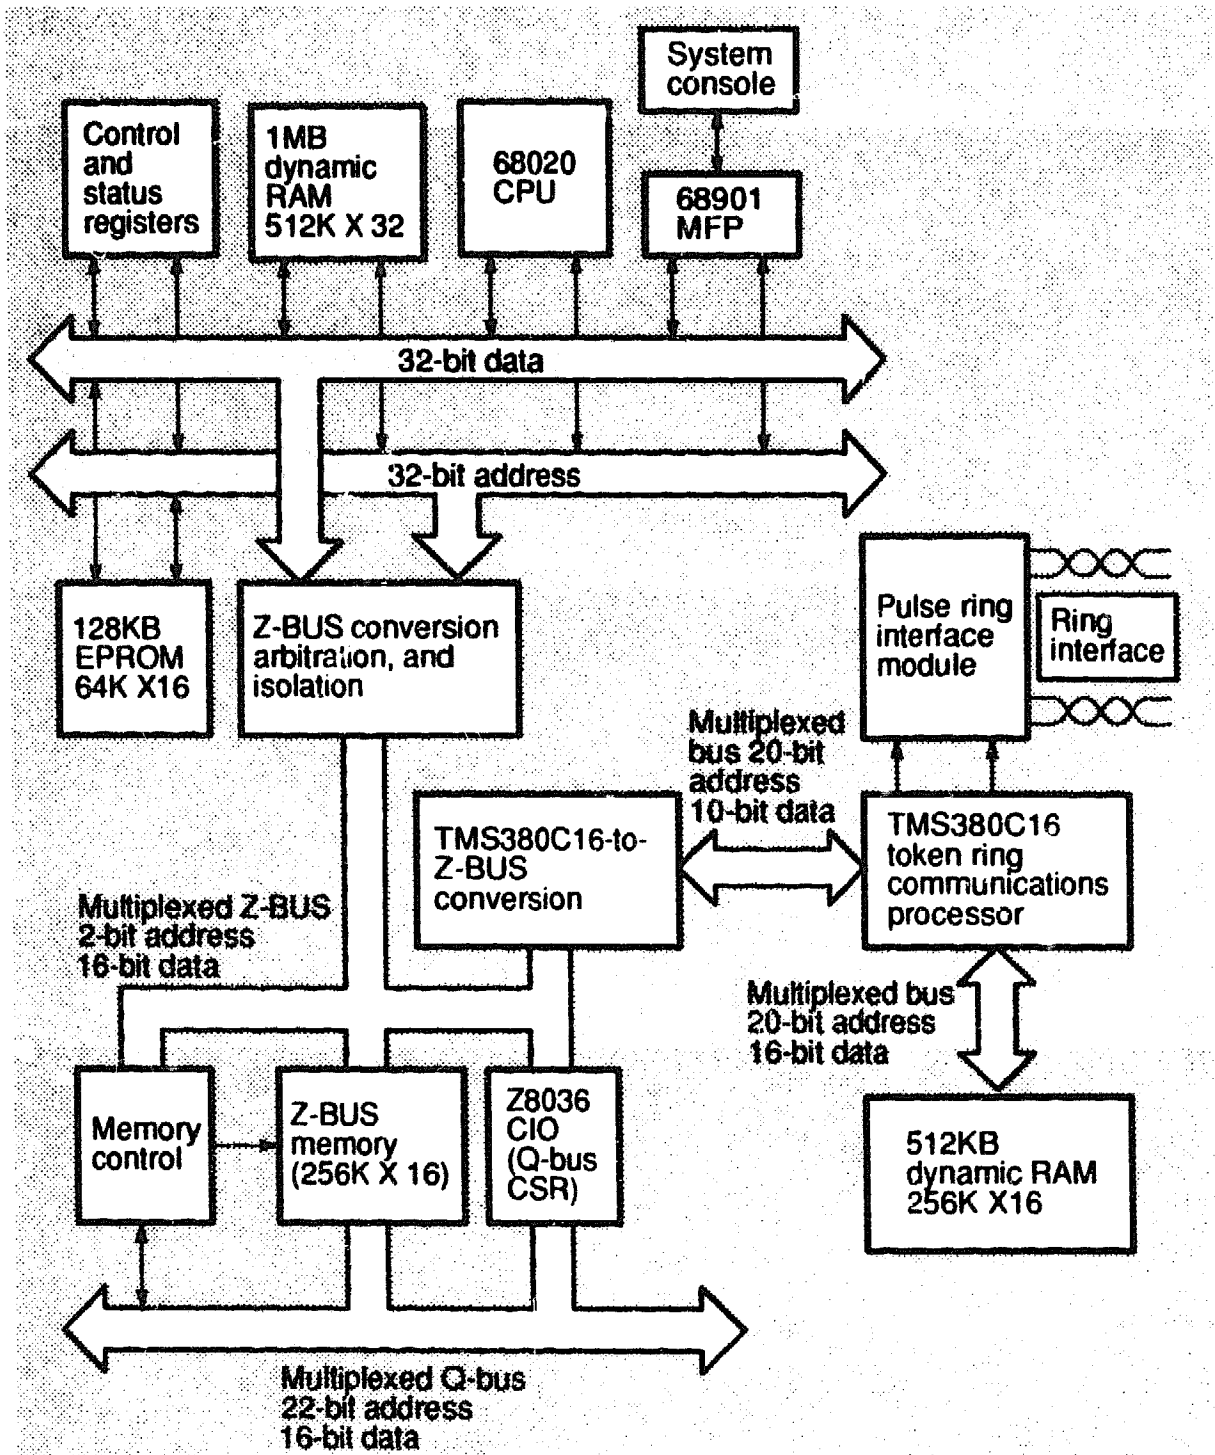 System
console
Control
and
status
registers
1MB
dynamic
RAM
512K X 32
68020
CPU
68901
MFP
32-bit data
32-bit address
128KB
EPROM
64K X16
Z-BUS conversion
arbitration, and
isolation
Pulse ring
interface
module
Ring
interface
Multiplexed
bus 20-bit
address
10-bit data
TMS380C16-to-
Z-BUS
conversion
TMS380C16
token ring
communications
processor
Multiplexed Z-BUS
2-bit address
16-bit data
Multiplexed bus
20-bit address
16-bit data
Memory
control
Z-BUS
memory
(256K X 16)
Z8036
CIO
(Q-bus
CSR)
512KB
dynamic RAM
256K X16
Multiplexed Q-bus
22-bit address
16-bit data